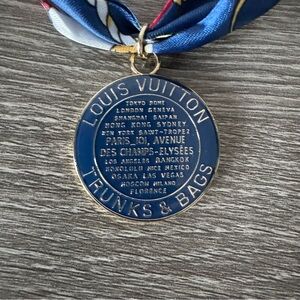 LOUIS VUITTON
TOKYO ROME
LONDON GENEVA
SHANGHAI SAIPAN
HONG KONG SYDNEY
NEW YORK SAINT-TROPEZ
PARIS_101, AVENUE
DES CHAMPS-ELYSÉES
LOS ANGELES BANGKOK
HONOLULU NICE MEXICO
OSAKA LAS VEGAS
MOSCOW MILANO
FLORENCE
TRUNKS & BAGS